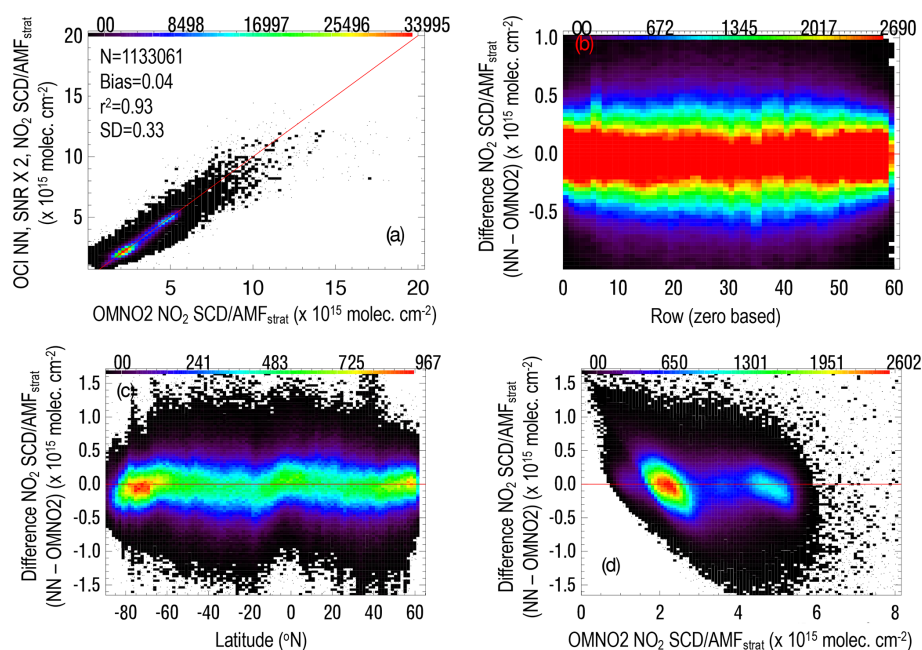 00 8498 16997 25496 33995
20
N=1133061
Bias=0.04
r²=0.93
SD=0.33
15
10
5
(a)
5 10 15 20
OCI NN, SNR X 2, NO₂ SCD/AMFstrat
(x 10¹⁵ molec. cm⁻²)
OMNO2 NO₂ SCD/AMFstrat (x 10¹⁵ molec. cm⁻²)
00 672 1345 2017 2690
1.0
(b)
0.5
0.0
-0.5
0 10 20 30 40 50 60
Difference NO₂ SCD/AMFstrat
(NN – OMNO2) (x 10¹⁵ molec. cm⁻²)
Row (zero based)
00 241 483 725 967
1.5
(c)
1.0
0.5
0.0
-0.5
-1.0
-1.5
-80 -60 -40 -20 0 20 40 60
Difference NO₂ SCD/AMFstrat
(NN – OMNO2) (x 10¹⁵ molec. cm⁻²)
Latitude (ºN)
00 650 1301 1951 2602
1.5
(d)
1.0
0.5
0.0
-0.5
-1.0
-1.5
0 2 4 6 8
Difference NO₂ SCD/AMFstrat
(NN – OMNO2) (x 10¹⁵ molec. cm⁻²)
OMNO2 NO₂ SCD/AMFstrat (x 10¹⁵ molec. cm⁻²)